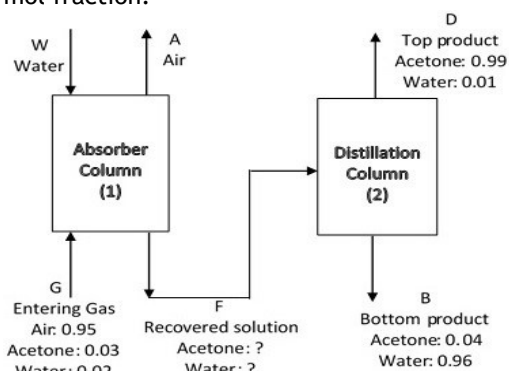 mol fraction.
W
Water
A
Air
Absorber
Column
(1)
G
Entering Gas
Air: 0.95
Acetone: 0.03
Water: 0.02
F
Recovered solution
Acetone: ?
Water: ?
D
Top product
Acetone: 0.99
Water: 0.01
Distillation
Column
(2)
B
Bottom product
Acetone: 0.04
Water: 0.96